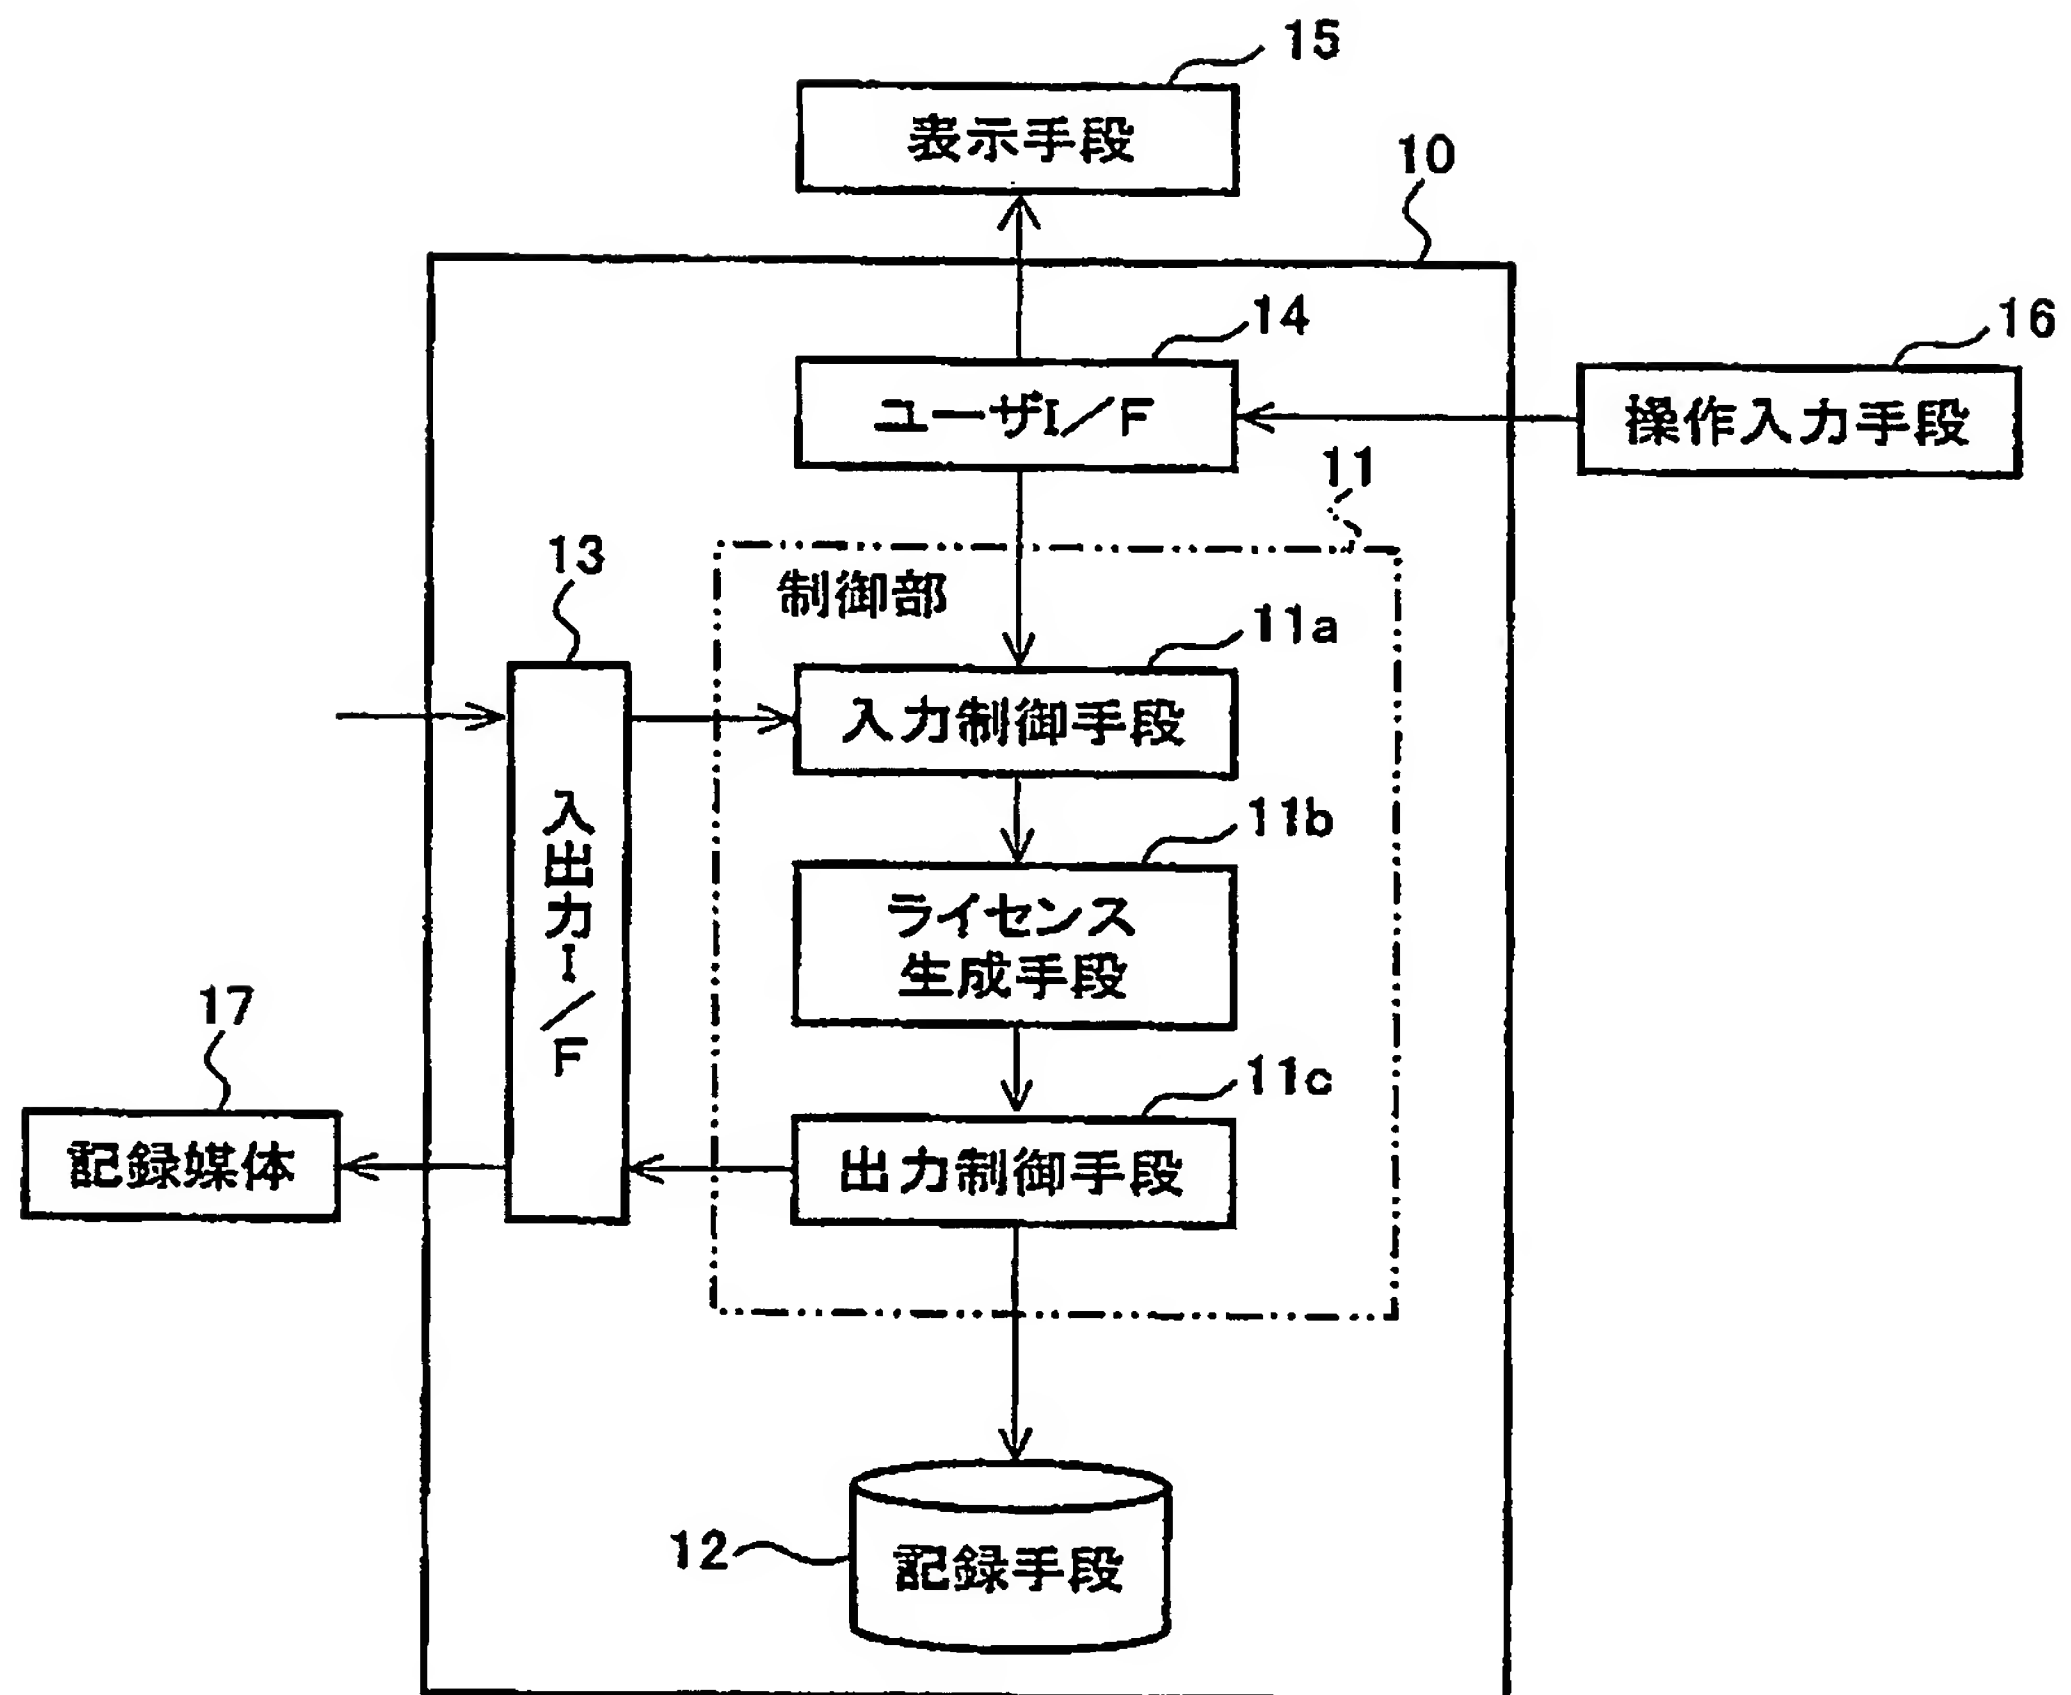 15
表示手段
10
14
ユーザI/F
16
操作入力手段
11
制御部
13
入出力I/F
11a
入力制御手段
11b
ライセンス
生成手段
17
記録媒体
11c
出力制御手段
12
記録手段